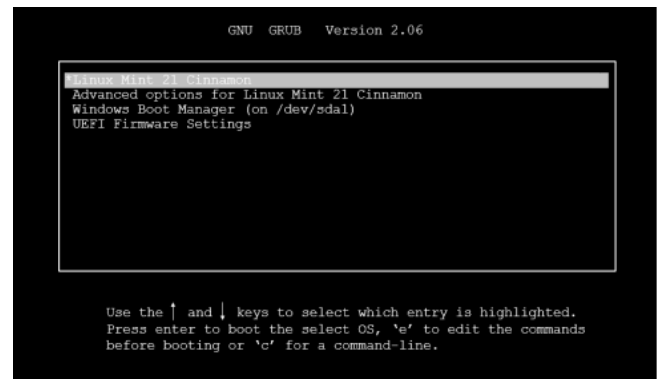 GNU GRUB Version 2.06
*Linux Mint 21 Cinnamon
Advanced options for Linux Mint 21 Cinnamon
Windows Boot Manager (on /dev/sda1)
UEFI Firmware Settings
Use the ↑ and ↓ keys to select which entry is highlighted.
Press enter to boot the select OS, ‘e’ to edit the commands
before booting or ‘c’ for a command-line.